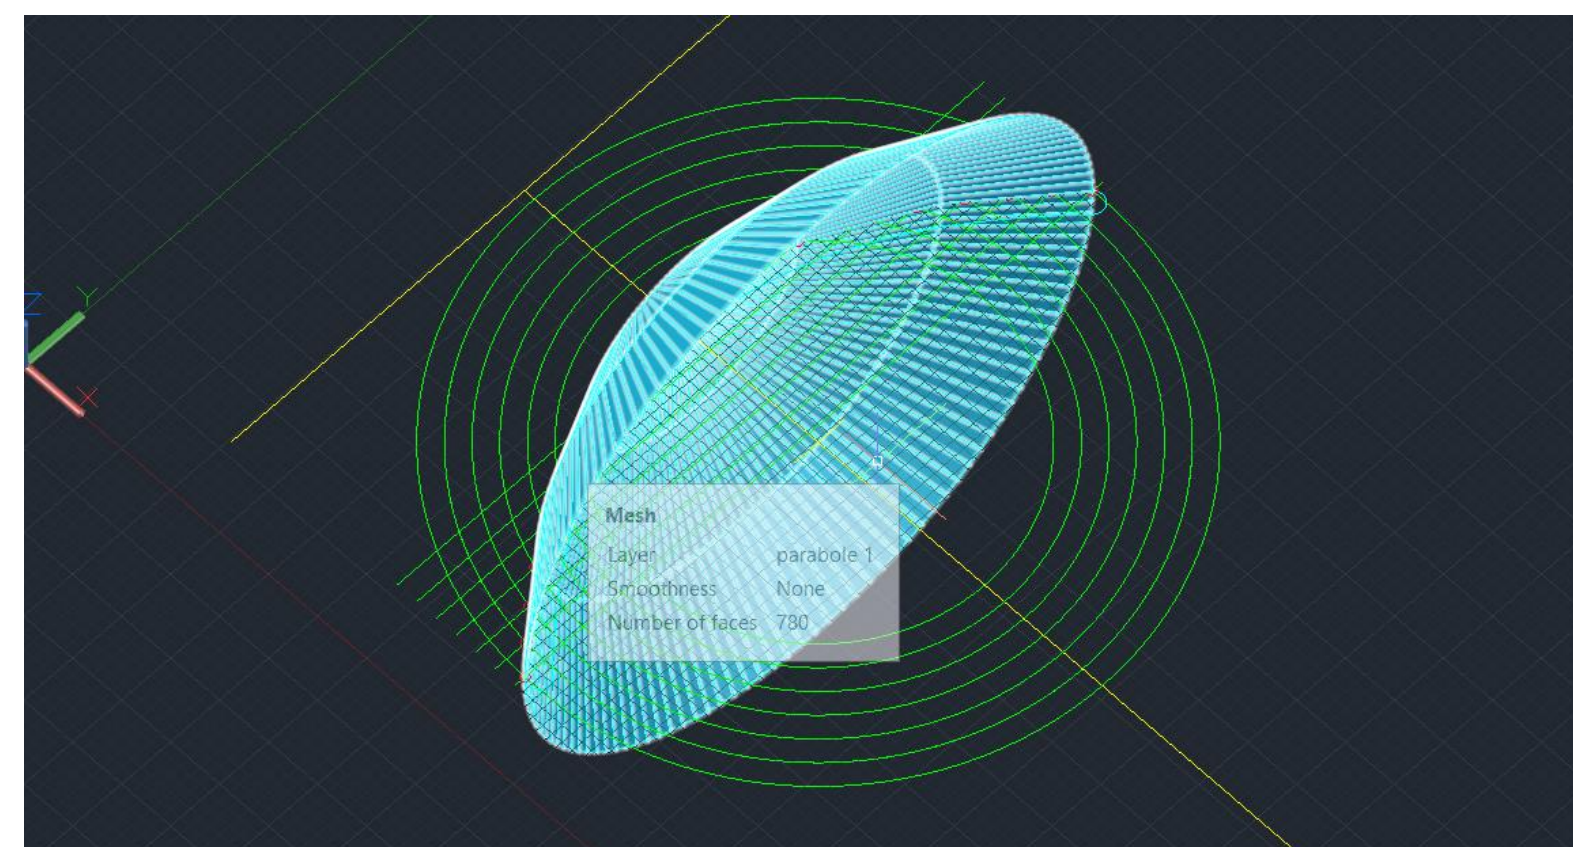 Y
Z
X
Mesh
Layer parabole 1
Smoothness None
Number of faces 780